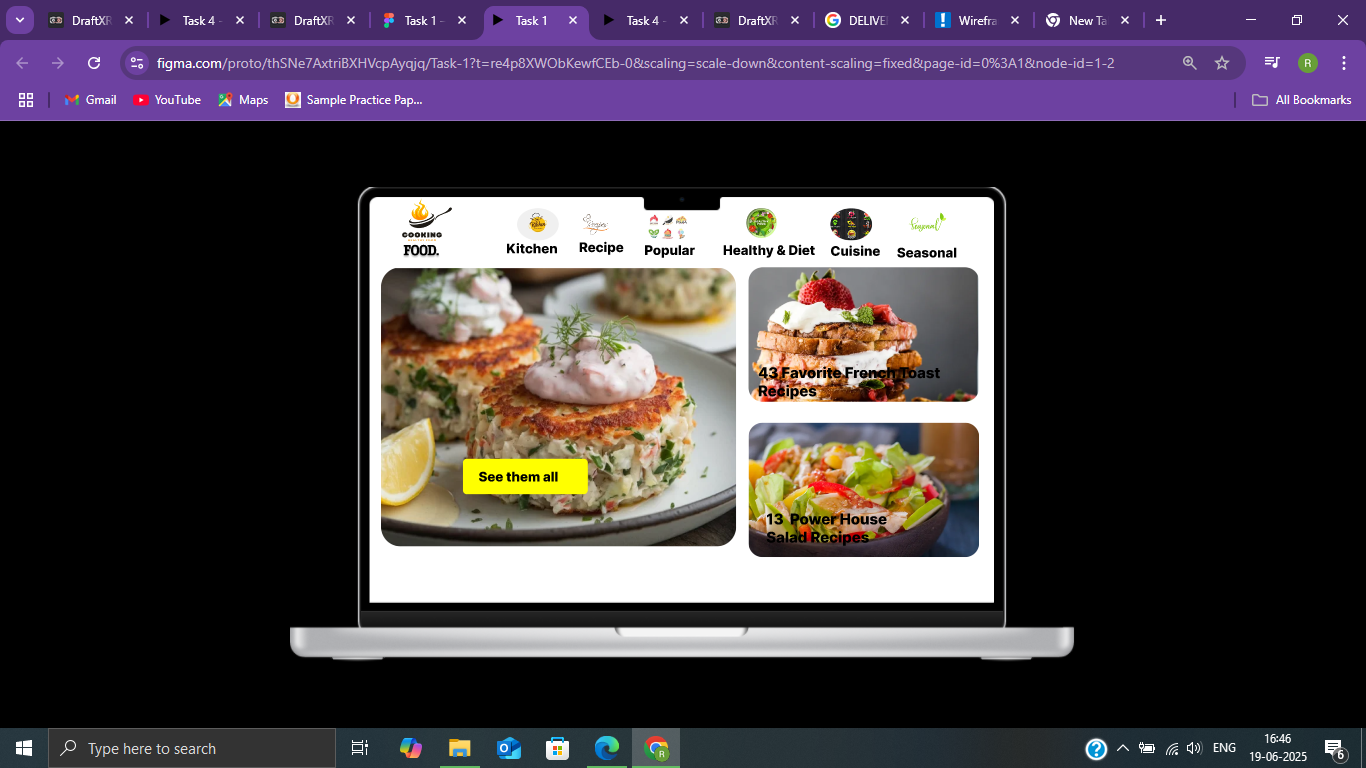 DraftXR
Task 4 -
DraftXR
Task 1 –
Task 1
Task 4 -
DraftXR
DELIVE
Wirefra
New Ta
figma.com/proto/thSNe7AxtriBXHVcpAyqjq/Task-1?t=re4p8XWObKewfCEb-0&scaling=scale-down&content-scaling=fixed&page-id=0%3A1&node-id=1-2
R
Gmail
YouTube
Maps
Sample Practice Pap...
All Bookmarks
COOKING
FOOD.
Kitchen
Recipe
Popular
Healthy & Diet
Cuisine
Seasonal
Seasonal
See them all
43 Favorite French Toast
Recipes
13 Power House
Salad Recipes
Type here to search
ENG
16:46
19-06-2025
6